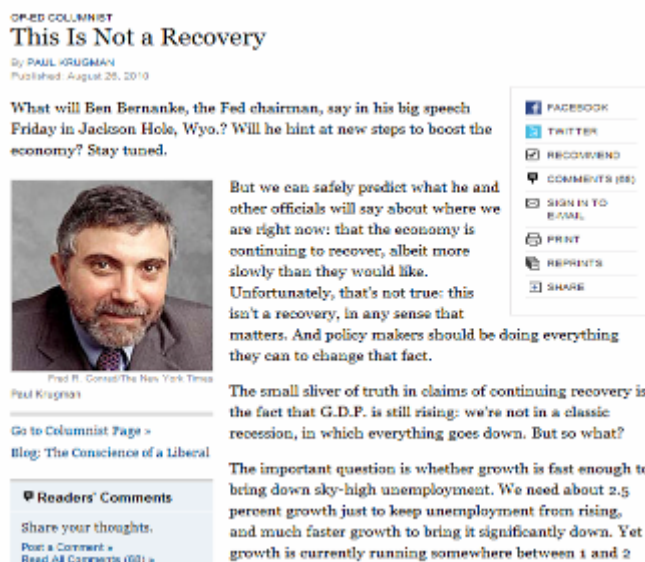 OP-ED COLUMNIST
This Is Not a Recovery
By PAUL KRUGMAN
Published: August 26, 2010
What will Ben Bernanke, the Fed chairman, say in his big speech
Friday in Jackson Hole, Wyo.? Will he hint at new steps to boost the
economy? Stay tuned.
FACEBOOK
TWITTER
RECOMMEND
COMMENTS (68)
SIGN IN TO
E-MAIL
PRINT
REPRINTS
SHARE
Fred R. Conrad/The New York Times
Paul Krugman
Go to Columnist Page »
Blog: The Conscience of a Liberal
Readers' Comments
Share your thoughts.
Post a Comment »
Read All Comments (68) »
But we can safely predict what he and
other officials will say about where we
are right now: that the economy is
continuing to recover, albeit more
slowly than they would like.
Unfortunately, that's not true: this
isn't a recovery, in any sense that
matters. And policy makers should be doing everything
they can to change that fact.
The small sliver of truth in claims of continuing recovery is
the fact that G.D.P. is still rising: we're not in a classic
recession, in which everything goes down. But so what?
The important question is whether growth is fast enough to
bring down sky-high unemployment. We need about 2.5
percent growth just to keep unemployment from rising,
and much faster growth to bring it significantly down. Yet
growth is currently running somewhere between 1 and 2